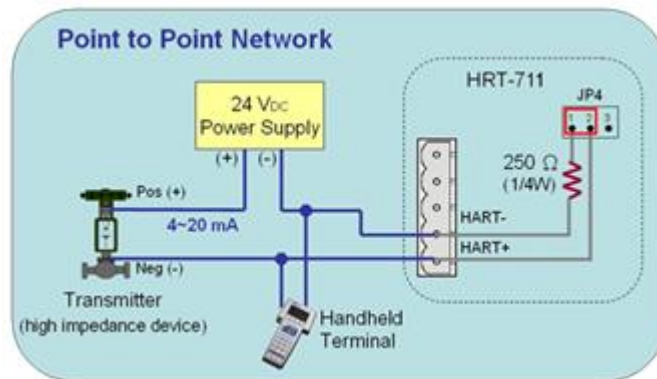 Point to Point Network
HRT-711
JP4
1 2 3
24 VDC
Power Supply
(+) (-)
250 Ω
(1/4W)
Pos (+)
4~20 mA
HART-
HART+
Neg (-)
Transmitter
(high impedance device)
Handheld
Terminal